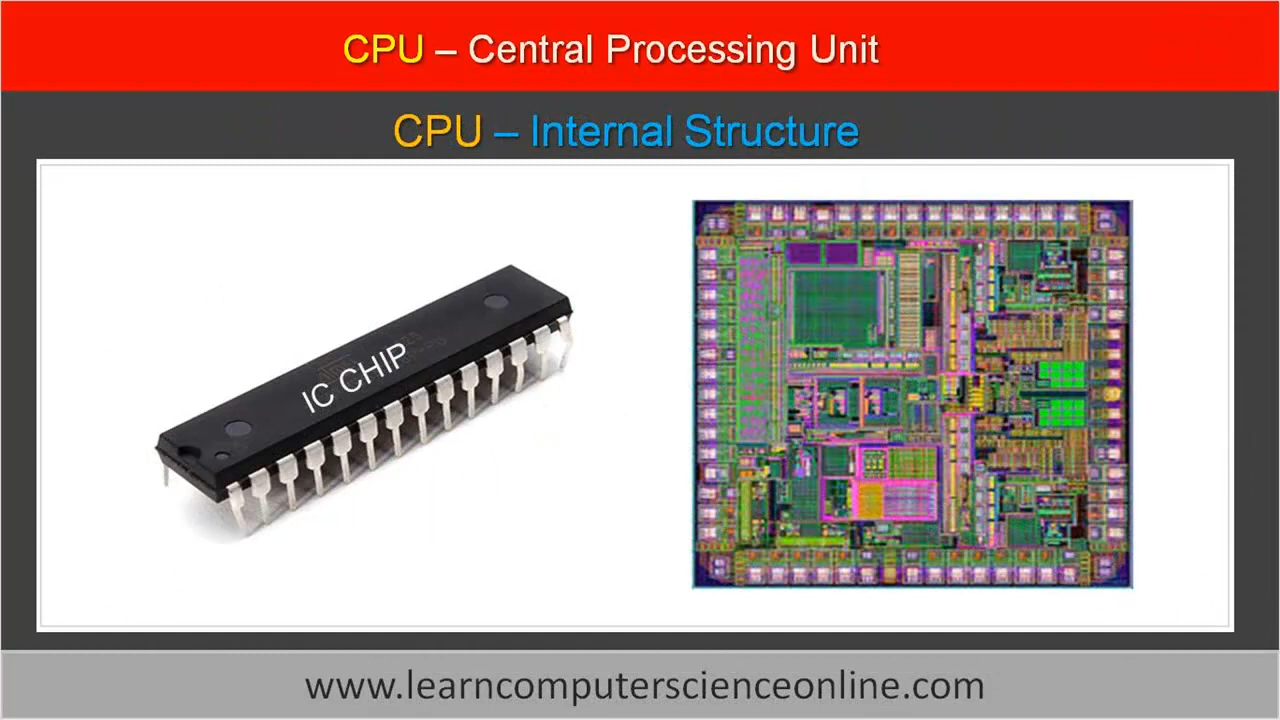 CPU – Central Processing Unit
CPU – Internal Structure
IC CHIP
www.learncomputerscienceonline.com